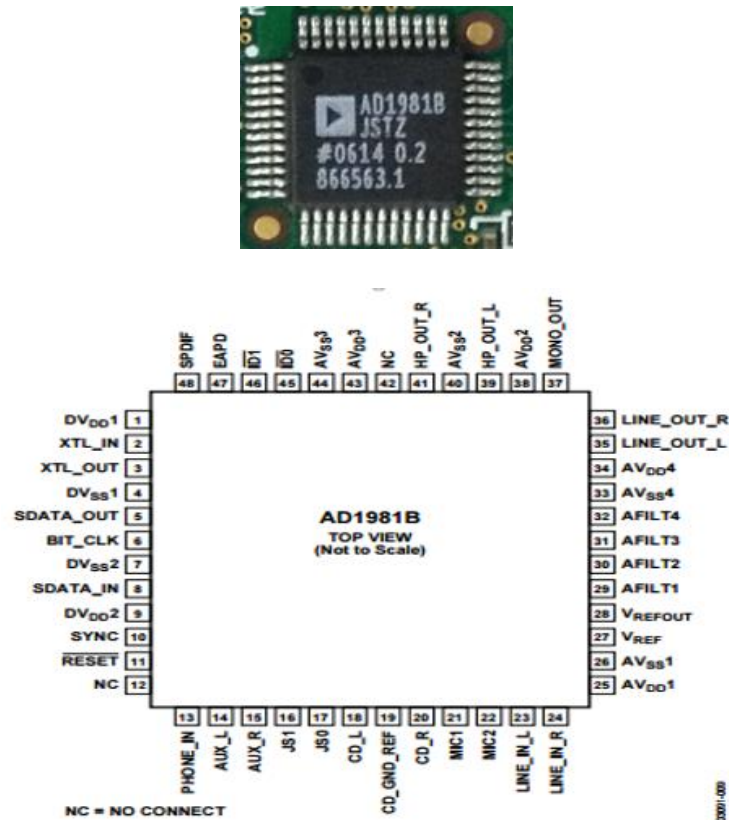 AD1981B
JSTZ
#0614 0.2
866563.1
SPDIF
EAPD
ID1
ID0
AVSS3
AVDD3
NC
HP_OUT_R
AVSS2
HP_OUT_L
AVDD2
MONO_OUT
48 47 46 45 44 43 42 41 40 39 38 37
DVDD1 1
XTL_IN 2
XTL_OUT 3
DVSS1 4
SDATA_OUT 5
BIT_CLK 6
DVSS2 7
SDATA_IN 8
DVDD2 9
SYNC 10
RESET 11
NC 12
AD1981B
TOP VIEW
(Not to Scale)
36 LINE_OUT_R
35 LINE_OUT_L
34 AVDD4
33 AVSS4
32 AFILT4
31 AFILT3
30 AFILT2
29 AFILT1
28 VREFOUT
27 VREF
26 AVSS1
25 AVDD1
13 14 15 16 17 18 19 20 21 22 23 24
PHONE_IN
AUX_L
AUX_R
JS1
JS0
CD_L
CD_GND_REF
CD_R
MIC1
MIC2
LINE_IN_L
LINE_IN_R
NC = NO CONNECT